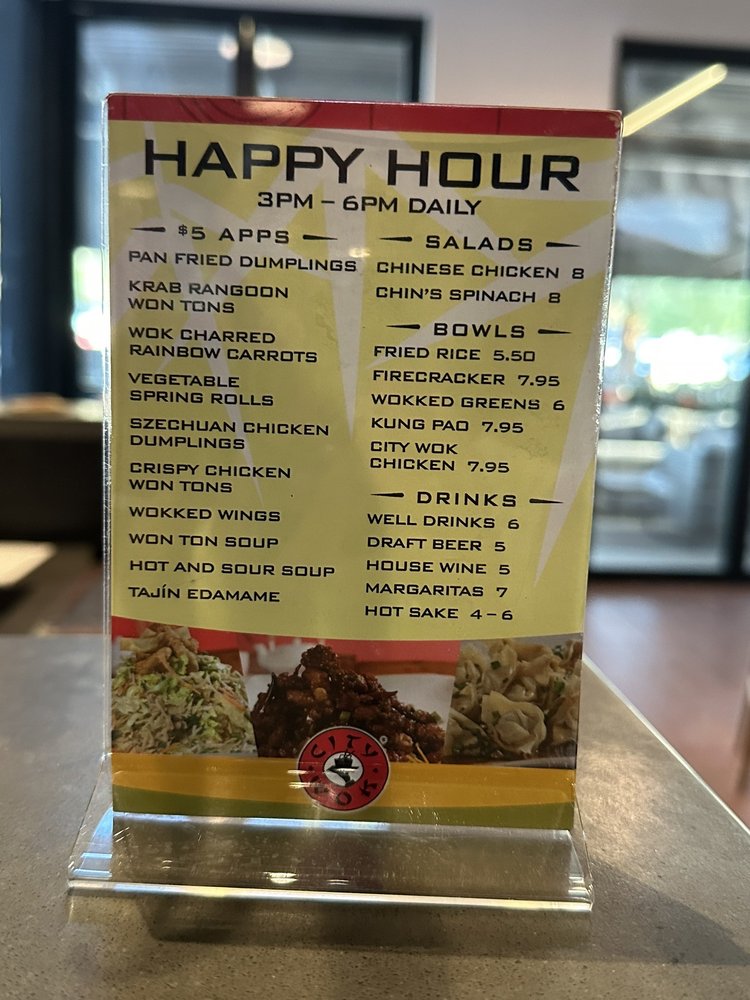 HAPPY HOUR
3PM – 6PM DAILY
$5 APPS
PAN FRIED DUMPLINGS
KRAB RANGOON
WON TONS
WOK CHARRED
RAINBOW CARROTS
VEGETABLE
SPRING ROLLS
SZECHUAN CHICKEN
DUMPLINGS
CRISPY CHICKEN
WON TONS
WOKKED WINGS
WON TON SOUP
HOT AND SOUR SOUP
TAJÍN EDAMAME
SALADS
CHINESE CHICKEN 8
CHIN'S SPINACH 8
BOWLS
FRIED RICE 5.50
FIRECRACKER 7.95
WOKKED GREENS 6
KUNG PAO 7.95
CITY WOK
CHICKEN 7.95
DRINKS
WELL DRINKS 6
DRAFT BEER 5
HOUSE WINE 5
MARGARITAS 7
HOT SAKE 4 – 6
CITY WOK